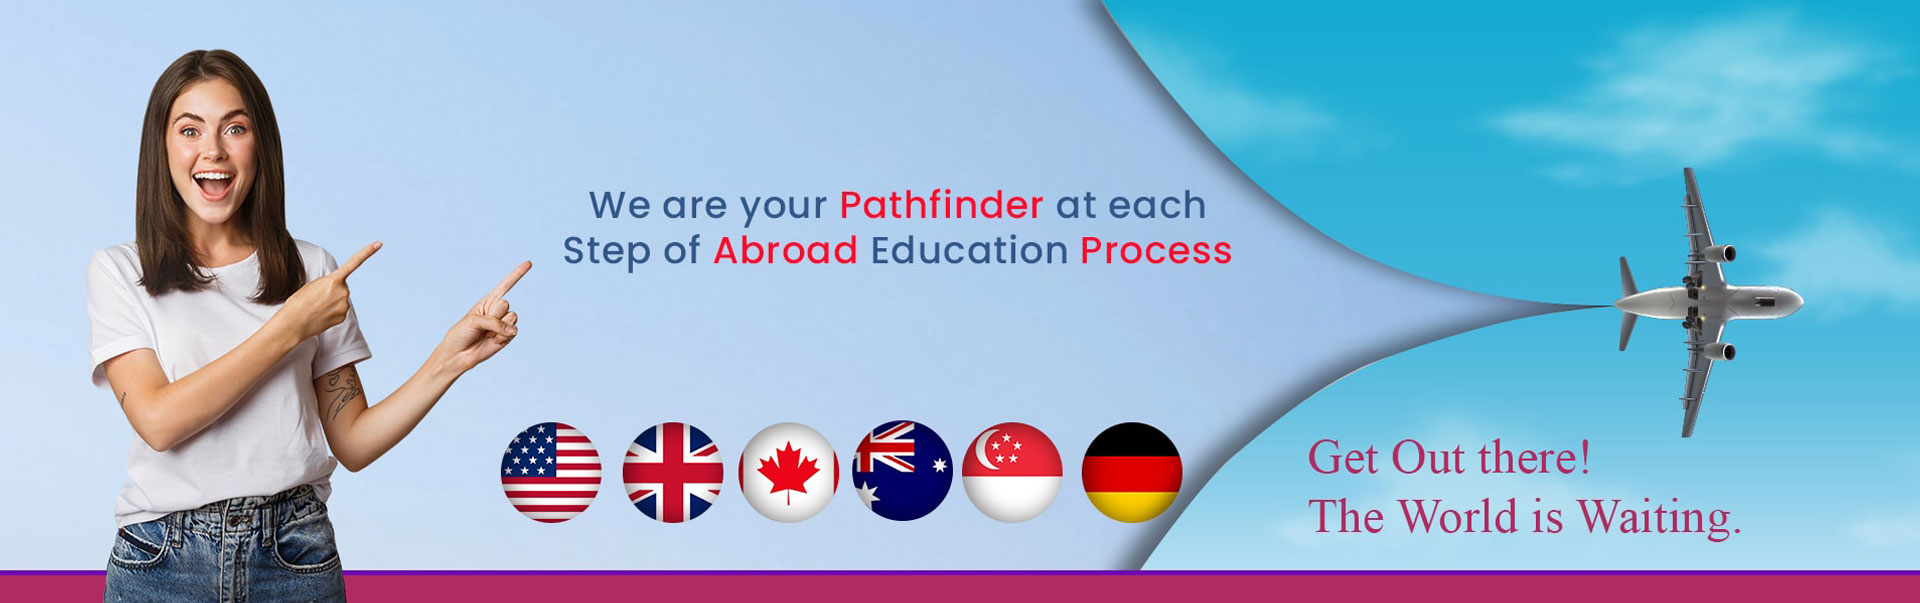 We are your Pathfinder at each
Step of Abroad Education Process
Get Out there!
The World is Waiting.